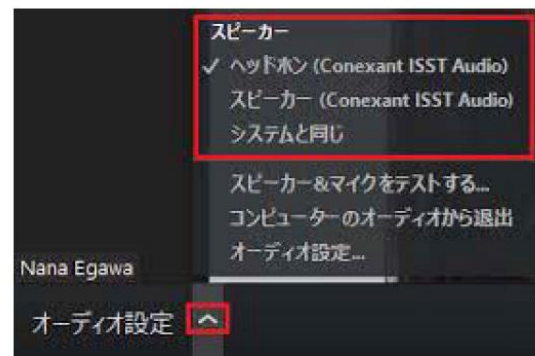 スピーカー
✓ ヘッドホン (Conexant ISST Audio)
スピーカー (Conexant ISST Audio)
システムと同じ
スピーカー&マイクをテストする...
コンピューターのオーディオから退出
オーディオ設定...
Nana Egawa
オーディオ設定